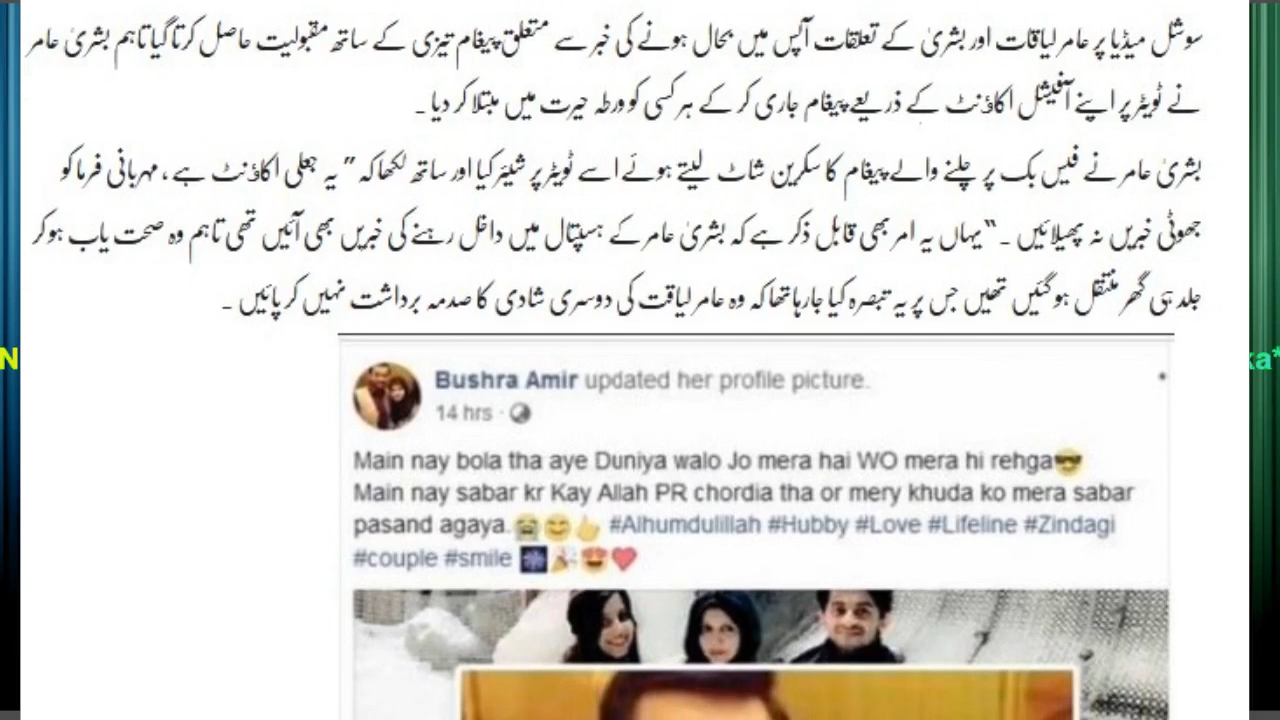 سوشل میڈیا پر عامر لیاقات اور بشریٰ کے تعلقات آپس میں بحال ہونے کی خبر سے متعلق پیغام تیزی کے ساتھ مقبولیت حاصل کرتا گیا تاہم بشریٰ عامر
نے ٹویٹر پر اپنے آفیشل اکاؤنٹ کے ذریعے پیغام جاری کر کے ہر کسی کو ورطہ حیرت میں مبتلا کر دیا ۔
بشریٰ عامر نے فیس بک پر چلنے والے پیغام کا سکرین شاٹ لیتے ہوئے اسے ٹویٹر پر شیئر کیا اور ساتھ لکھا کہ ”یہ جعلی اکاؤنٹ ہے ، مہربانی فرما کو
جھوٹی خبریں نہ پھیلائیں ۔“ یہاں یہ امر بھی قابل ذکر ہے کہ بشریٰ عامر کے ہسپتال میں داخل رہنے کی خبریں بھی آئیں تھی تاہم وہ صحت یاب ہو کر
جلد ہی گھر منتقل ہو گئیں تھیں جس پر یہ تبصرہ کیا جا رہا تھا کہ وہ عامر لیاقت کی دوسری شادی کا صدمہ برداشت نہیں کر پائیں ۔
N
ka*
Bushra Amir updated her profile picture.
14 hrs ·
Main nay bola tha aye Duniya walo Jo mera hai WO mera hi rehga😎
Main nay sabar kr Kay Allah PR chordia tha or mery khuda ko mera sabar
pasand agaya.😭😊👍 #Alhumdulillah #Hubby #Love #Lifeline #Zindagi
#couple #smile 🎆🎉😍❤